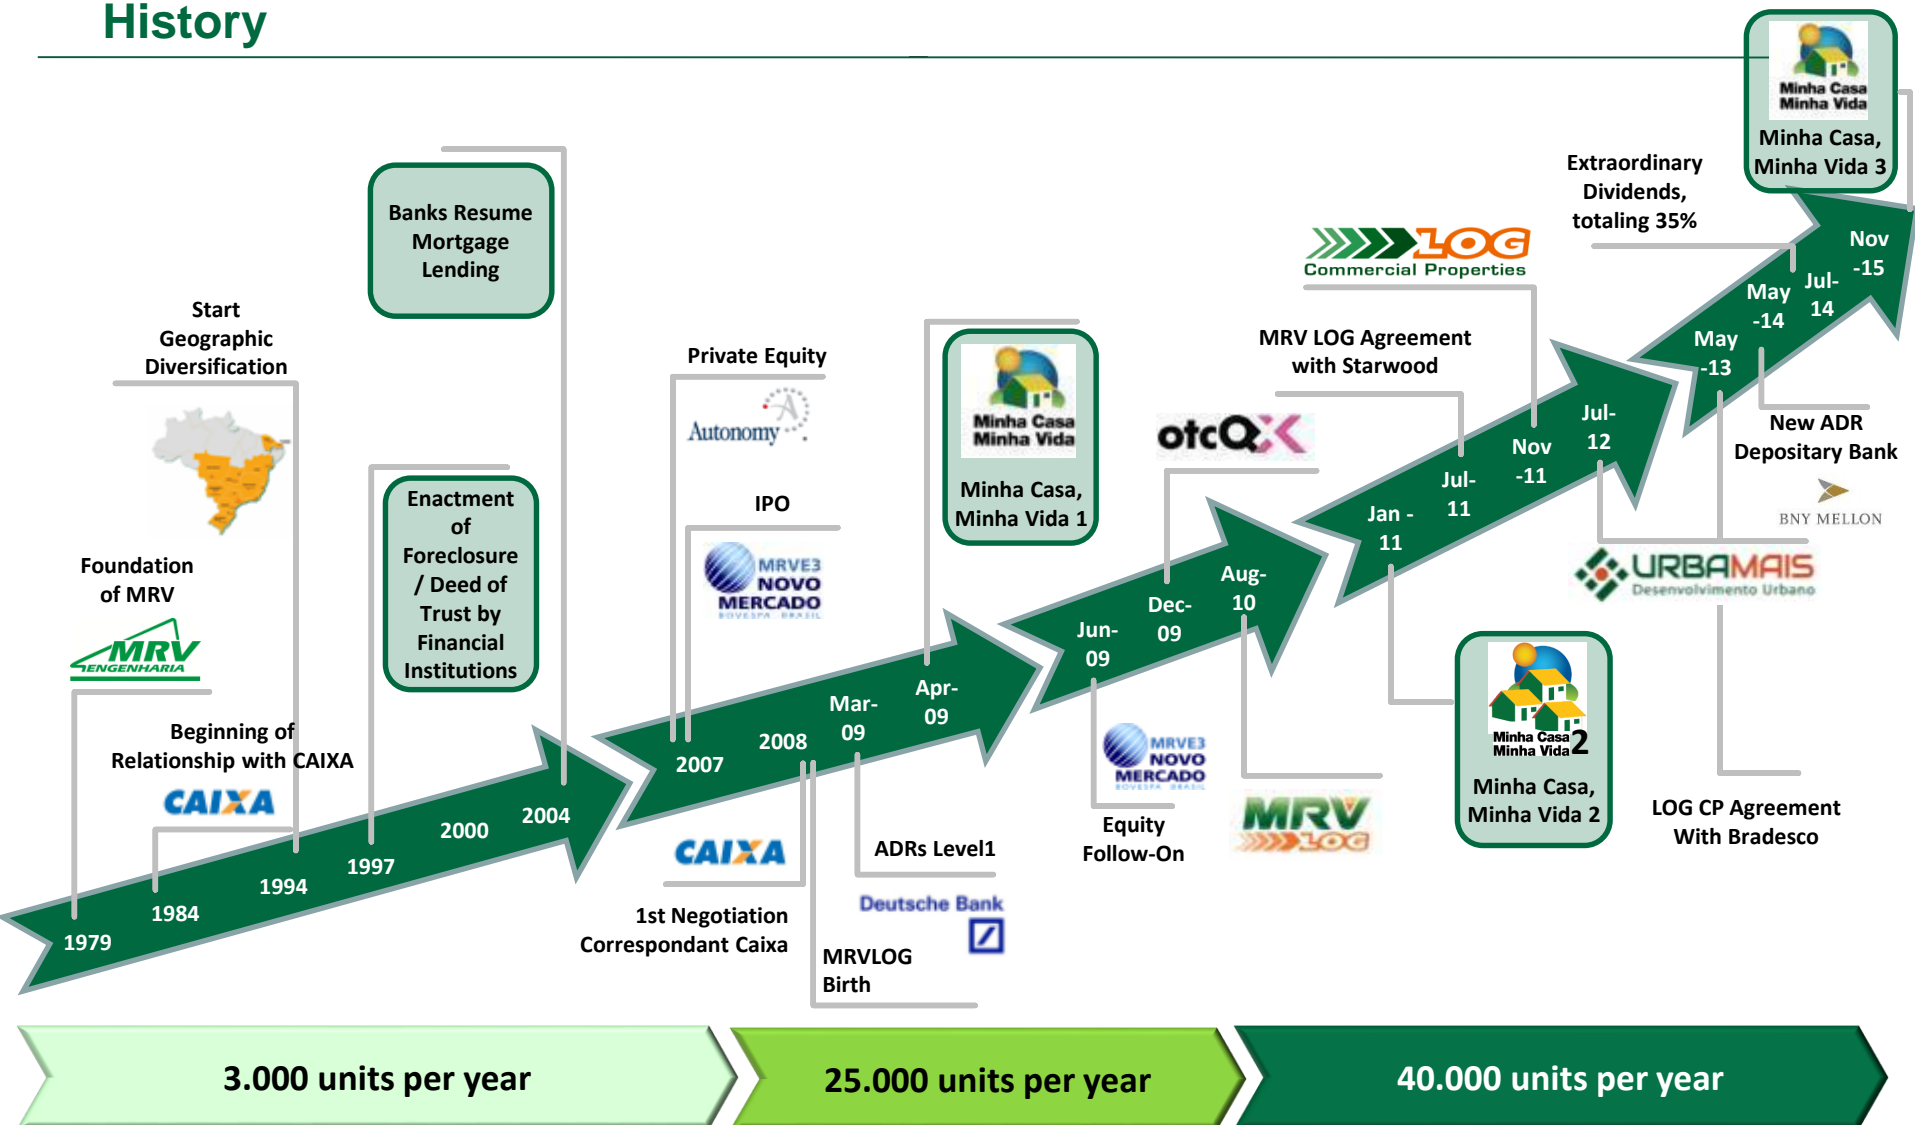 History
Minha Casa
Minha Vida
Minha Casa,
Minha Vida 3
Extraordinary
Dividends,
totaling 35%
Banks Resume
Mortgage
Lending
Start
Geographic
Diversification
Private Equity
Autonomy
IPO
MRVE3
NOVO
MERCADO
BOVESPA BRASIL
Minha Casa
Minha Vida
Minha Casa,
Minha Vida 1
LOG
Commercial Properties
MRV LOG Agreement
with Starwood
otcQX
Enactment
of
Foreclosure
/ Deed of
Trust by
Financial
Institutions
Foundation
of MRV
MRV
ENGENHARIA
Beginning of
Relationship with CAIXA
CAIXA
1979
1984
1994
1997
2000
2004
2007
2008
Mar-
09
Apr-
09
Jun-
09
Dec-
09
Aug-
10
Jan -
11
Jul-
11
Nov
-11
Jul-
12
May
-13
May
-14
Jul-
14
Nov
-15
New ADR
Depositary Bank
BNY MELLON
URBAMAIS
Desenvolvimento Urbano
Minha Casa
Minha Vida 2
Minha Casa,
Minha Vida 2
LOG CP Agreement
With Bradesco
MRVE3
NOVO
MERCADO
BOVESPA BRASIL
Equity
Follow-On
MRV
LOG
CAIXA
1st Negotiation
Correspondant Caixa
ADRs Level1
Deutsche Bank
MRVLOG
Birth
3.000 units per year
25.000 units per year
40.000 units per year